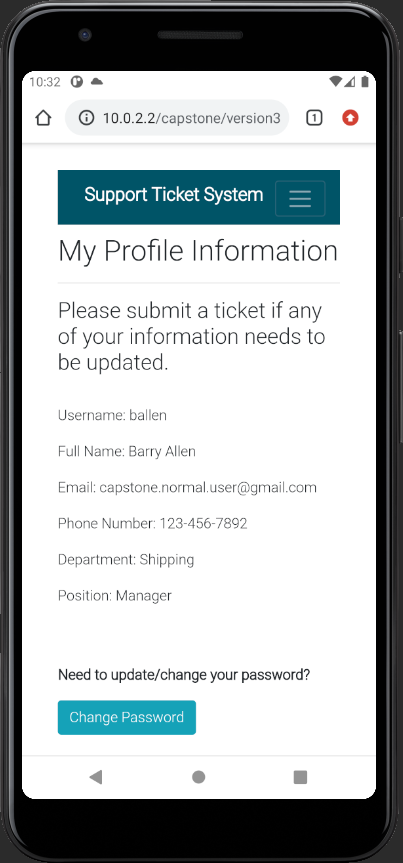 10:32
10.0.2.2/capstone/version3
1
Support Ticket System
My Profile Information
Please submit a ticket if any
of your information needs to
be updated.
Username: ballen
Full Name: Barry Allen
Email: capstone.normal.user@gmail.com
Phone Number: 123-456-7892
Department: Shipping
Position: Manager
Need to update/change your password?
Change Password